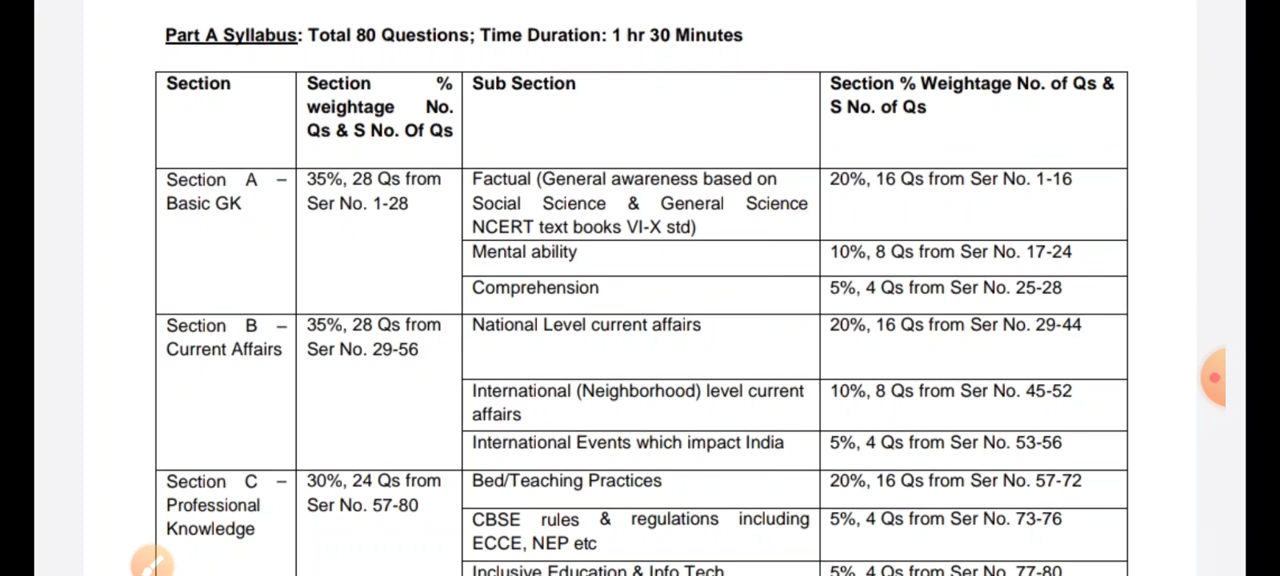 Part A Syllabus: Total 80 Questions; Time Duration: 1 hr 30 Minutes
Section
Section %
weightage No.
Qs & S No. Of Qs
Sub Section
Section % Weightage No. of Qs &
S No. of Qs
Section A –
Basic GK
35%, 28 Qs from
Ser No. 1-28
Factual (General awareness based on
Social Science & General Science
NCERT text books VI-X std)
20%, 16 Qs from Ser No. 1-16
Mental ability
10%, 8 Qs from Ser No. 17-24
Comprehension
5%, 4 Qs from Ser No. 25-28
Section B –
Current Affairs
35%, 28 Qs from
Ser No. 29-56
National Level current affairs
20%, 16 Qs from Ser No. 29-44
International (Neighborhood) level current
affairs
10%, 8 Qs from Ser No. 45-52
International Events which impact India
5%, 4 Qs from Ser No. 53-56
Section C –
Professional
Knowledge
30%, 24 Qs from
Ser No. 57-80
Bed/Teaching Practices
20%, 16 Qs from Ser No. 57-72
CBSE rules & regulations including
ECCE, NEP etc
5%, 4 Qs from Ser No. 73-76
Inclusive Education & Info Tech
5%, 4 Qs from Ser No. 77-80